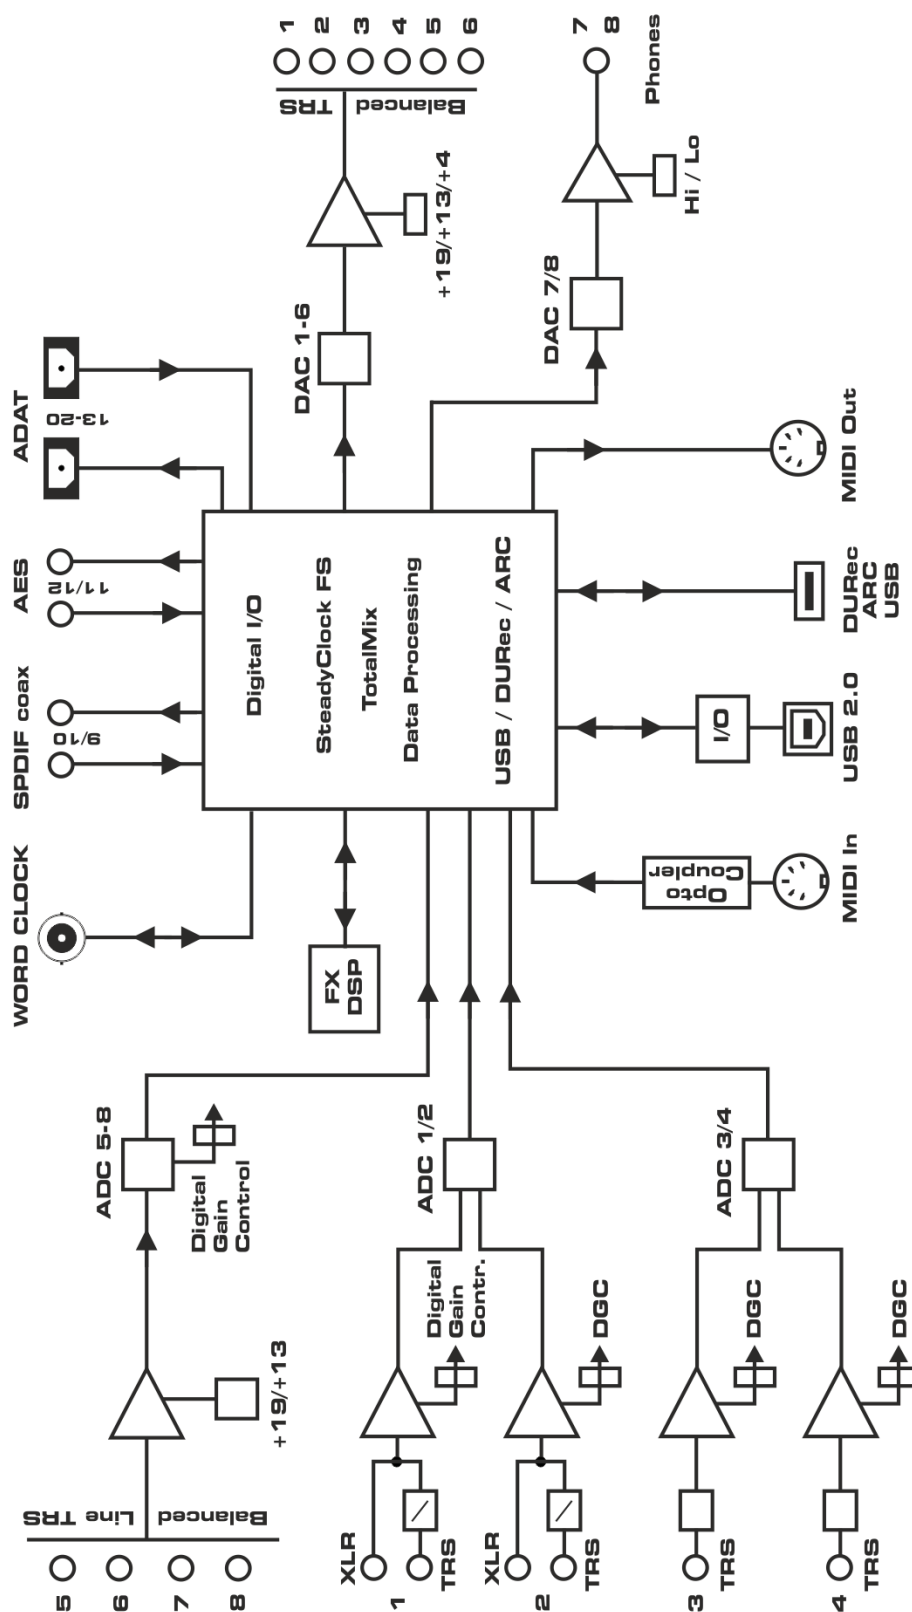 5
6
7
8
Balanced
Line TRS
+19/+13
ADC 5-8
Digital
Gain
Control
WORD CLOCK
SPDIF coax
9/10
AES
11/12
ADAT
13-20
XLR
1
TRS
XLR
2
TRS
Digital
Gain
Contr.
DGC
ADC 1/2
FX
DSP
Digital I/O
SteadyClock FS
TotalMix
Data Processing
USB / DURec / ARC
DAC 1-6
+19/+13/+4
TRS
Balanced
1
2
3
4
5
6
3
TRS
4
TRS
DGC
DGC
ADC 3/4
Opto
Coupler
MIDI In
I/O
USB 2.0
DURec
ARC
USB
MIDI Out
DAC 7/8
Hi / Lo
7
8
Phones